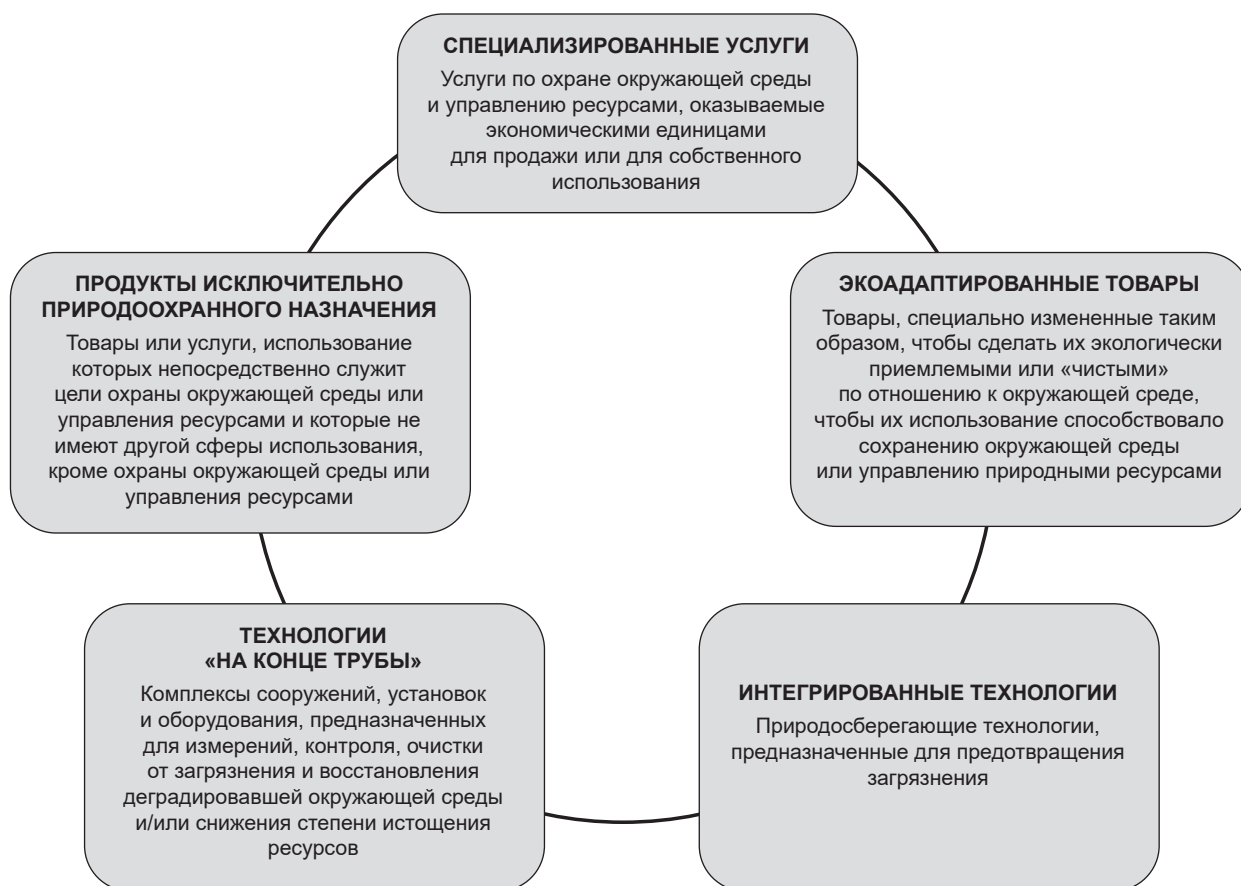 СПЕЦИАЛИЗИРОВАННЫЕ УСЛУГИ
Услуги по охране окружающей среды
и управлению ресурсами, оказываемые
экономическими единицами
для продажи или для собственного
использования
ПРОДУКТЫ ИСКЛЮЧИТЕЛЬНО
ПРИРОДООХРАННОГО НАЗНАЧЕНИЯ
Товары или услуги, использование
которых непосредственно служит
цели охраны окружающей среды или
управления ресурсами и которые не
имеют другой сферы использования,
кроме охраны окружающей среды или
управления ресурсами
ЭКОАДАПТИРОВАННЫЕ ТОВАРЫ
Товары, специально измененные таким
образом, чтобы сделать их экологически
приемлемыми или «чистыми»
по отношению к окружающей среде,
чтобы их использование способствовало
сохранению окружающей среды
или управлению природными ресурсами
ТЕХНОЛОГИИ
«НА КОНЦЕ ТРУБЫ»
Комплексы сооружений, установок
и оборудования, предназначенных
для измерений, контроля, очистки
от загрязнения и восстановления
деградировавшей окружающей среды
и/или снижения степени истощения
ресурсов
ИНТЕГРИРОВАННЫЕ ТЕХНОЛОГИИ
Природосберегающие технологии,
предназначенные для предотвращения
загрязнения